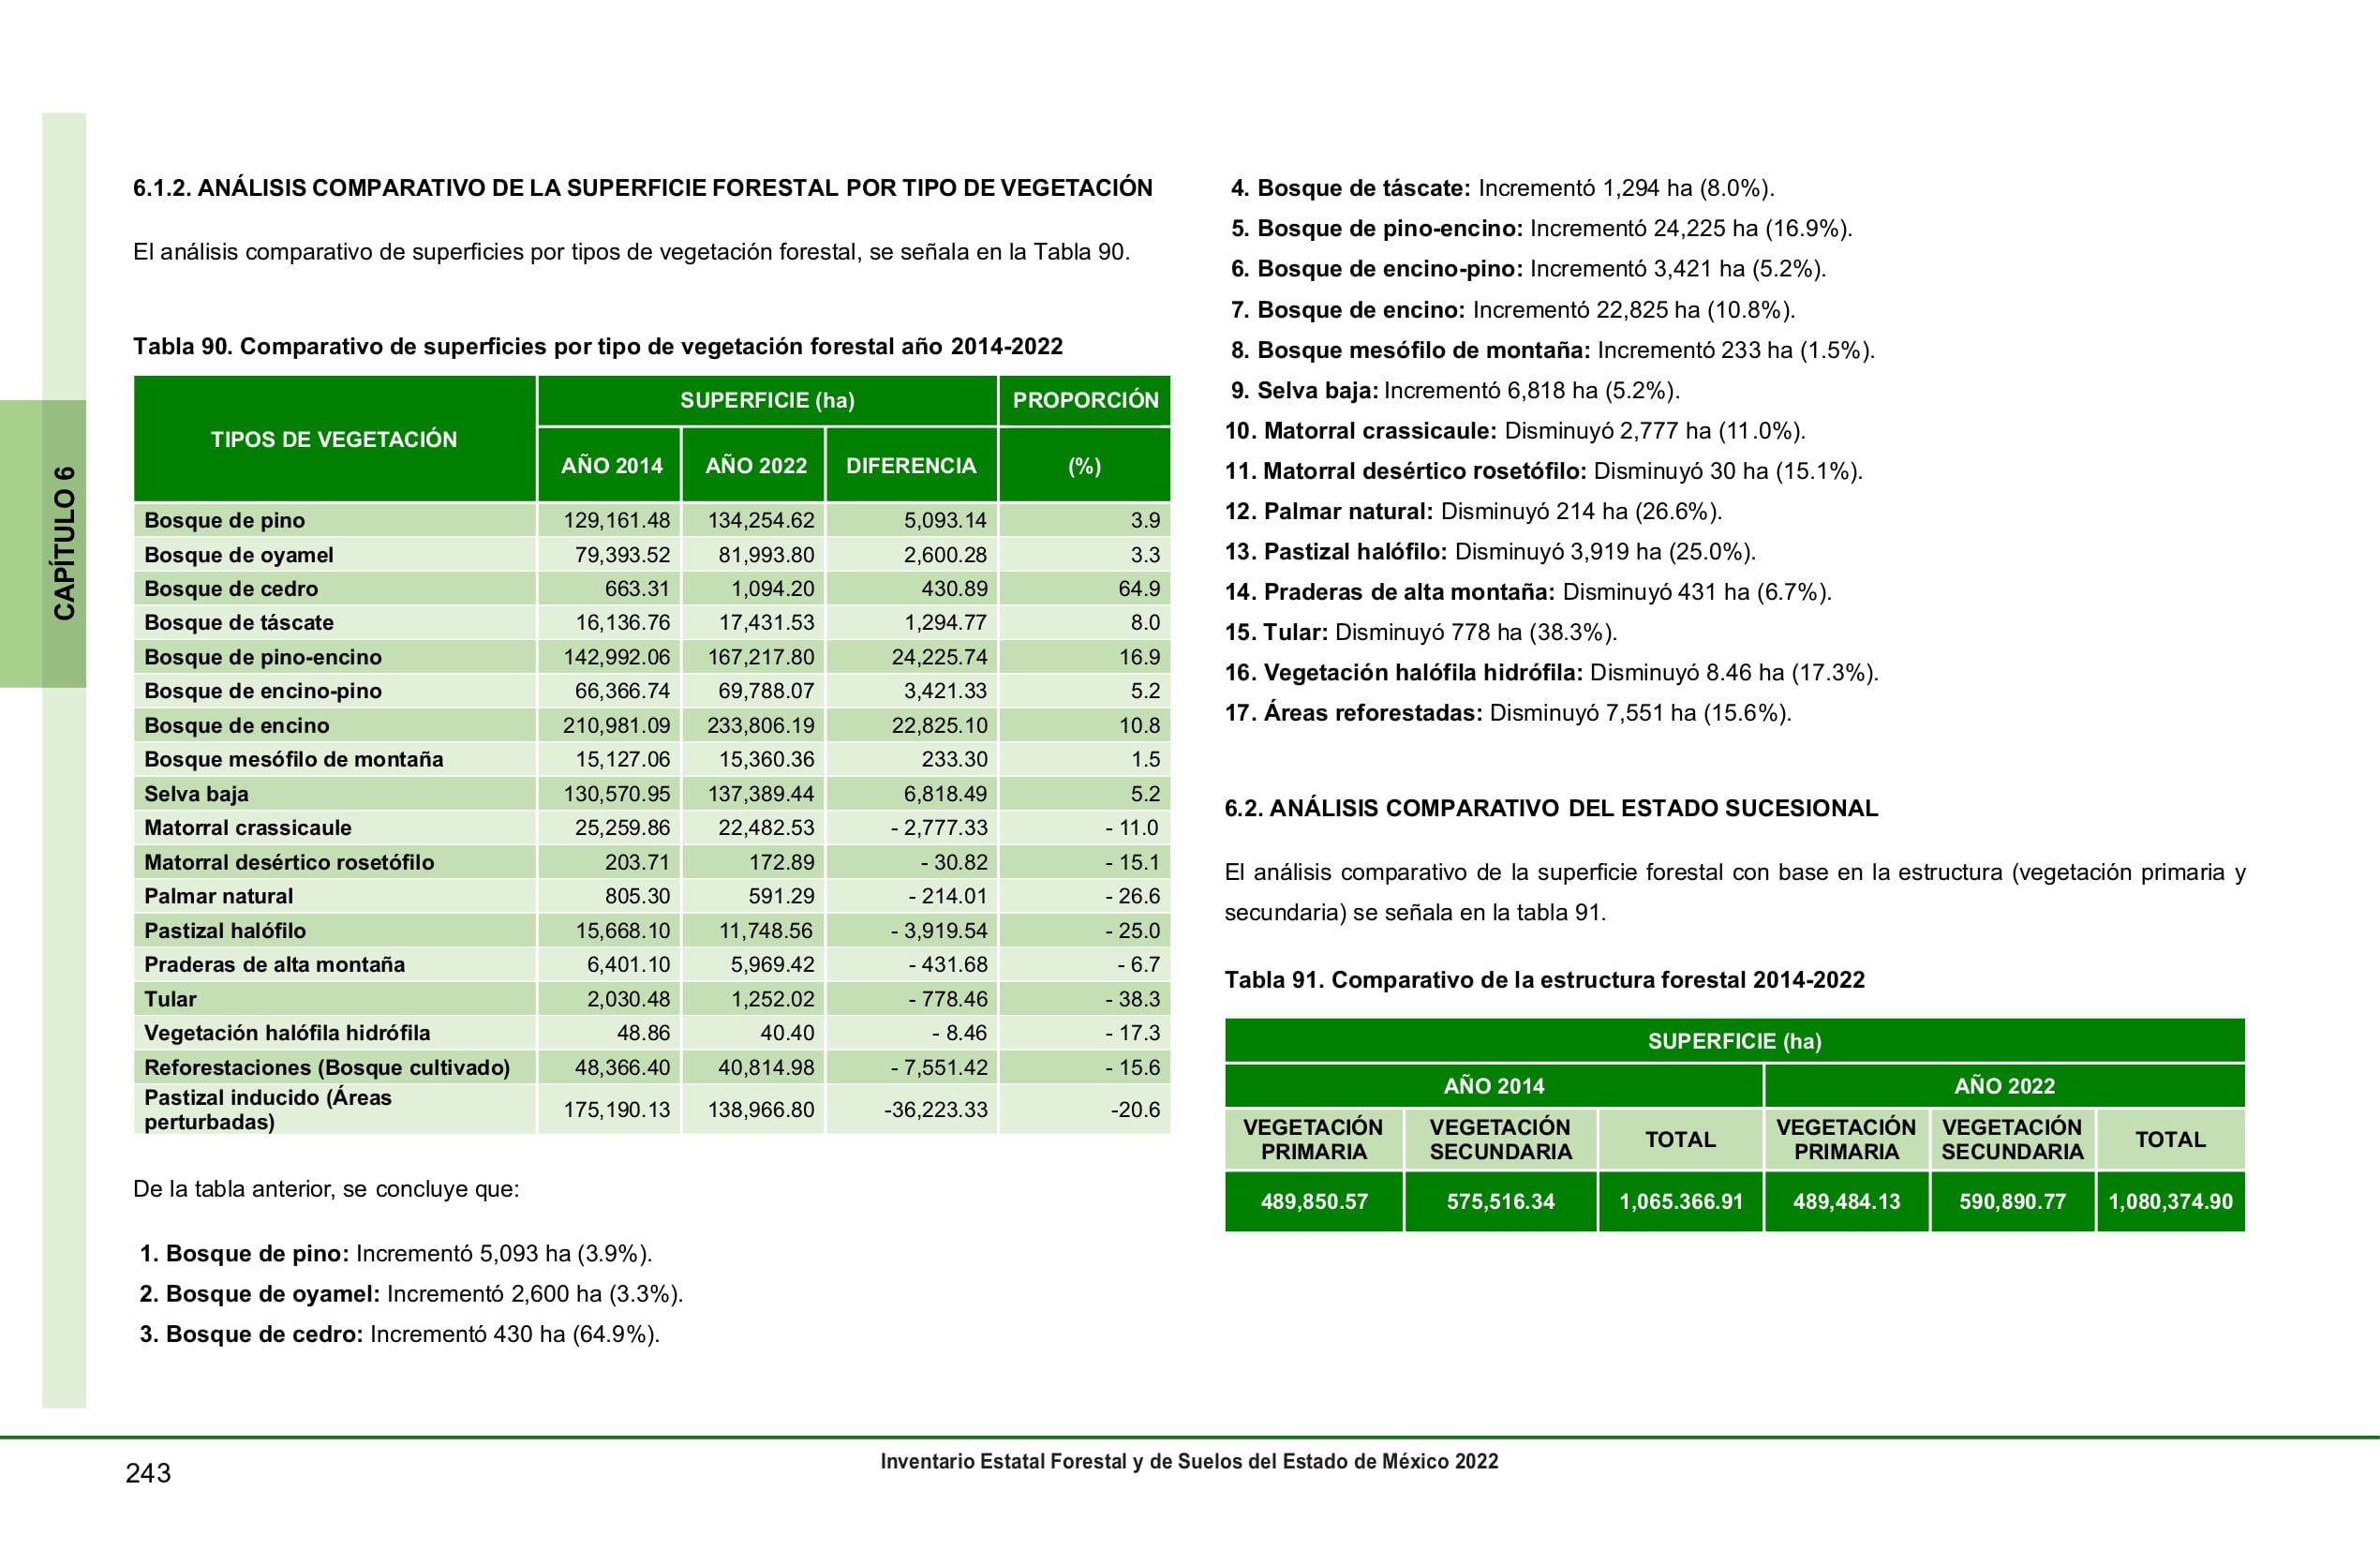 CAPÍTULO 6
6.1.2. ANÁLISIS COMPARATIVO DE LA SUPERFICIE FORESTAL POR TIPO DE VEGETACIÓN
El análisis comparativo de superficies por tipos de vegetación forestal, se señala en la Tabla 90.
Tabla 90. Comparativo de superficies por tipo de vegetación forestal año 2014-2022
TIPOS DE VEGETACIÓN SUPERFICIE (ha) PROPORCIÓN
AÑO 2014 AÑO 2022 DIFERENCIA (%)
Bosque de pino 129,161.48 134,254.62 5,093.14 3.9
Bosque de oyamel 79,393.52 81,993.80 2,600.28 3.3
Bosque de cedro 663.31 1,094.20 430.89 64.9
Bosque de táscate 16,136.76 17,431.53 1,294.77 8.0
Bosque de pino-encino 142,992.06 167,217.80 24,225.74 16.9
Bosque de encino-pino 66,366.74 69,788.07 3,421.33 5.2
Bosque de encino 210,981.09 233,806.19 22,825.10 10.8
Bosque mesófilo de montaña 15,127.06 15,360.36 233.30 1.5
Selva baja 130,570.95 137,389.44 6,818.49 5.2
Matorral crassicaule 25,259.86 22,482.53 - 2,777.33 - 11.0
Matorral desértico rosetófilo 203.71 172.89 - 30.82 - 15.1
Palmar natural 805.30 591.29 - 214.01 - 26.6
Pastizal halófilo 15,668.10 11,748.56 - 3,919.54 - 25.0
Praderas de alta montaña 6,401.10 5,969.42 - 431.68 - 6.7
Tular 2,030.48 1,252.02 - 778.46 - 38.3
Vegetación halófila hidrófila 48.86 40.40 - 8.46 - 17.3
Reforestaciones (Bosque cultivado) 48,366.40 40,814.98 - 7,551.42 - 15.6
Pastizal inducido (Áreas
perturbadas) 175,190.13 138,966.80 -36,223.33 -20.6
De la tabla anterior, se concluye que:
1. Bosque de pino: Incrementó 5,093 ha (3.9%).
2. Bosque de oyamel: Incrementó 2,600 ha (3.3%).
3. Bosque de cedro: Incrementó 430 ha (64.9%).
4. Bosque de táscate: Incrementó 1,294 ha (8.0%).
5. Bosque de pino-encino: Incrementó 24,225 ha (16.9%).
6. Bosque de encino-pino: Incrementó 3,421 ha (5.2%).
7. Bosque de encino: Incrementó 22,825 ha (10.8%).
8. Bosque mesófilo de montaña: Incrementó 233 ha (1.5%).
9. Selva baja: Incrementó 6,818 ha (5.2%).
10. Matorral crassicaule: Disminuyó 2,777 ha (11.0%).
11. Matorral desértico rosetófilo: Disminuyó 30 ha (15.1%).
12. Palmar natural: Disminuyó 214 ha (26.6%).
13. Pastizal halófilo: Disminuyó 3,919 ha (25.0%).
14. Praderas de alta montaña: Disminuyó 431 ha (6.7%).
15. Tular: Disminuyó 778 ha (38.3%).
16. Vegetación halófila hidrófila: Disminuyó 8.46 ha (17.3%).
17. Áreas reforestadas: Disminuyó 7,551 ha (15.6%).
6.2. ANÁLISIS COMPARATIVO DEL ESTADO SUCESIONAL
El análisis comparativo de la superficie forestal con base en la estructura (vegetación primaria y
secundaria) se señala en la tabla 91.
Tabla 91. Comparativo de la estructura forestal 2014-2022
SUPERFICIE (ha)
AÑO 2014 AÑO 2022
VEGETACIÓN VEGETACIÓN TOTAL VEGETACIÓN VEGETACIÓN TOTAL
PRIMARIA SECUNDARIA PRIMARIA SECUNDARIA
489,850.57 575,516.34 1,065.366.91 489,484.13 590,890.77 1,080,374.90
Inventario Estatal Forestal y de Suelos del Estado de México 2022
243